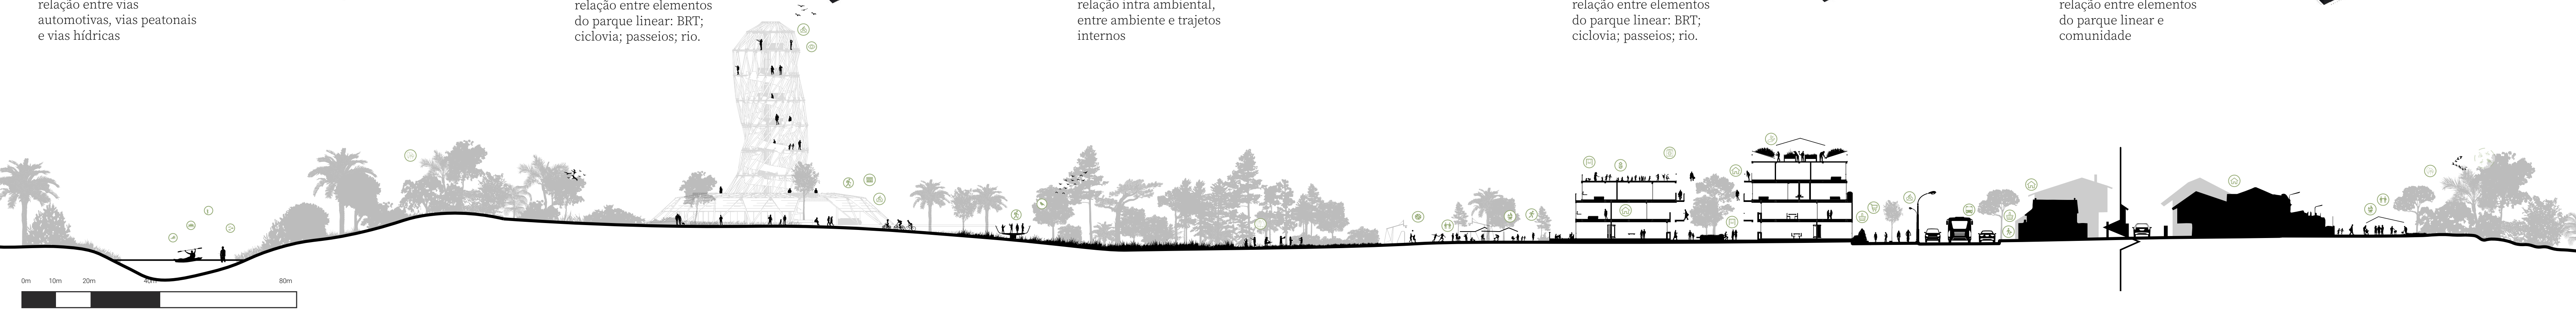 relação entre vias
automotivas, vias peatonais
e vias hídricas
relação entre elementos
do parque linear: BRT;
ciclovia; passeios; rio.
relação intra ambiental,
entre ambiente e trajetos
internos
relação entre elementos
do parque linear: BRT;
ciclovia; passeios; rio.
relação entre elementos
do parque linear e
comunidade
0m 10m 20m 40m 80m